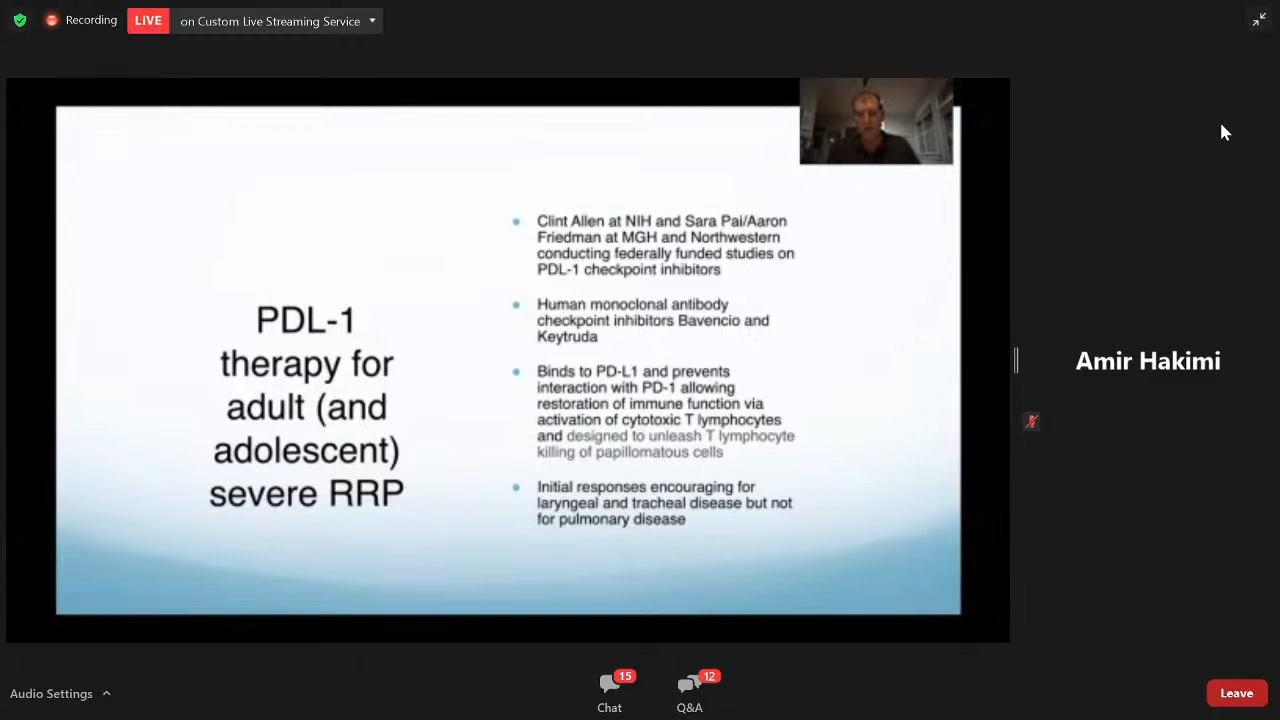 Recording
LIVE
on Custom Live Streaming Service
PDL-1
therapy for
adult (and
adolescent)
severe RRP
Clint Allen at NIH and Sara Pai/Aaron
Friedman at MGH and Northwestern
conducting federally funded studies on
PDL-1 checkpoint inhibitors
Human monoclonal antibody
checkpoint inhibitors Bavencio and
Keytruda
Binds to PD-L1 and prevents
interaction with PD-1 allowing
restoration of immune function via
activation of cytotoxic T lymphocytes
and designed to unleash T lymphocyte
killing of papillomatous cells
Initial responses encouraging for
laryngeal and tracheal disease but not
for pulmonary disease
Amir Hakimi
Audio Settings
15
Chat
12
Q&A
Leave